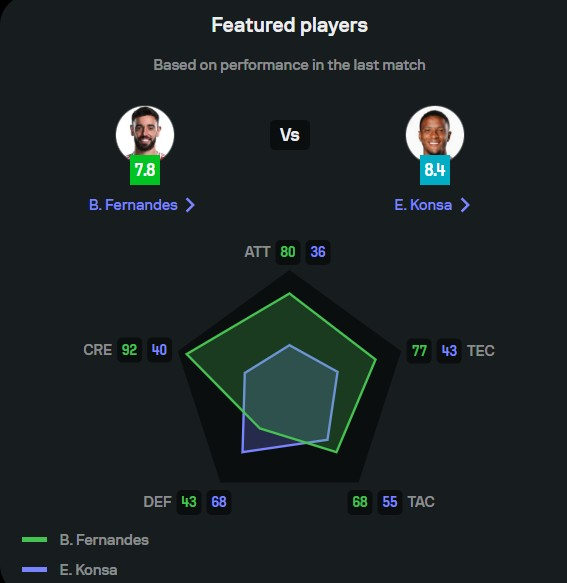 Featured players
Based on performance in the last match
Vs
7.8 8.4
B. Fernandes E. Konsa
ATT 80 36
CRE 92 40 77 43 TEC
DEF 43 68 68 55 TAC
B. Fernandes
E. Konsa